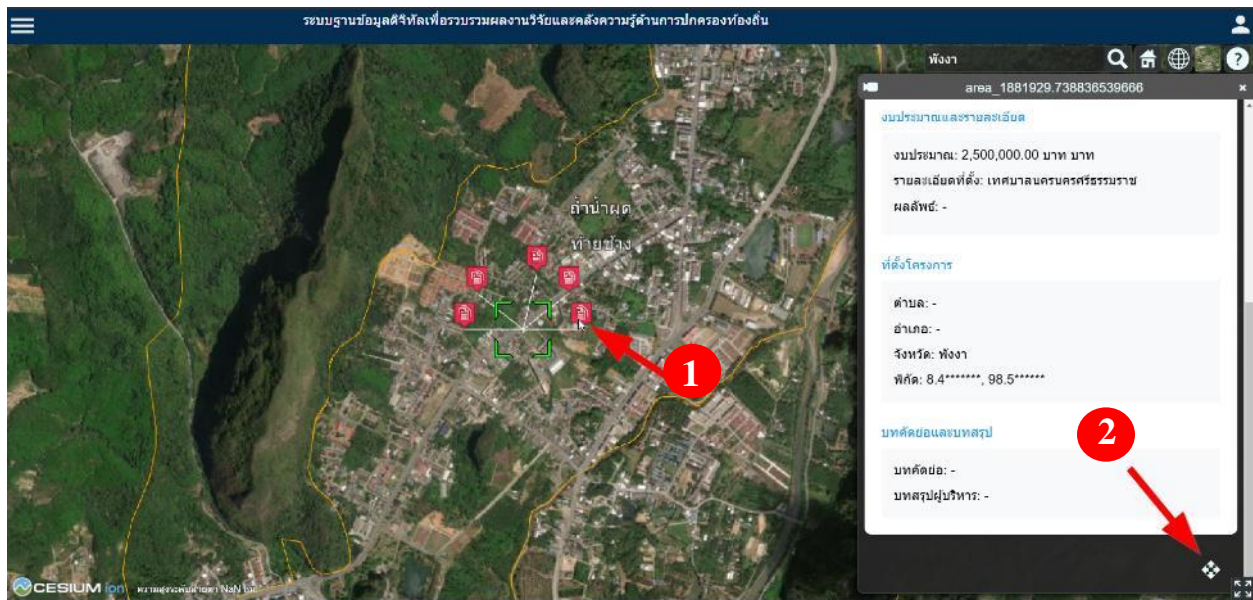 ระบบฐานข้อมูลดิจิทัลเพื่อรวบรวมผลงานวิจัยและคลังความรู้ด้านการปกครองท้องถิ่น
พังงา
?
area_1881929.738836539666
×
งบประมาณและรายละเอียด
งบประมาณ: 2,500,000.00 บาท บาท
รายละเอียดที่ตั้ง: เทศบาลนครนครศรีธรรมราช
ผลลัพธ์: -
ถ้ำน้ำผุด
ท้ายช้าง
ที่ตั้งโครงการ
ตำบล: -
อำเภอ: -
จังหวัด: พังงา
พิกัด: 8.4*******, 98.5******
1
บทคัดย่อและบทสรุป
2
บทคัดย่อ: -
บทสรุปผู้บริหาร: -
CESIUM ion
NaN